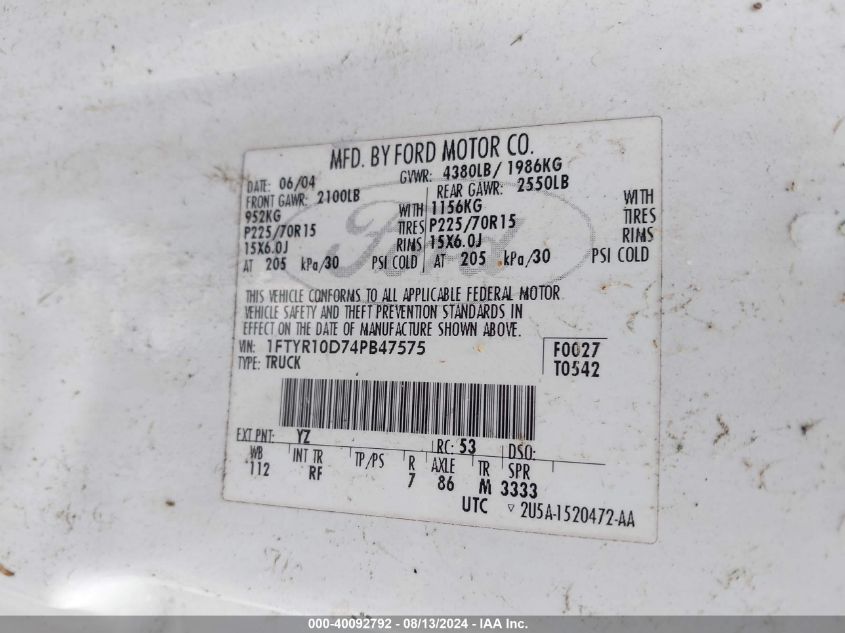 MFD. BY FORD MOTOR CO.
DATE: 06/04 GVWR: 4380LB/ 1986KG
FRONT GAWR: 2100LB REAR GAWR: 2550LB
952KG WITH 1156KG WITH
P225/70R15 TIRES P225/70R15 TIRES
15X6.0J RIMS 15X6.0J RIMS
AT 205 kPa/30 PSI COLD AT 205 kPa/30 PSI COLD
Ford
THIS VEHICLE CONFORMS TO ALL APPLICABLE FEDERAL MOTOR
VEHICLE SAFETY AND THEFT PREVENTION STANDARDS IN
EFFECT ON THE DATE OF MANUFACTURE SHOWN ABOVE.
VIN: 1FTYR10D74PB47575 F0027
TYPE: TRUCK T0542
EXT PNT: YZ RC: 53 DSO:
WB INT TR TP/PS R AXLE TR SPR
112 RF 7 86 M 3333
UTC ▽ 2U5A-1520472-AA
000-40092792 - 08/13/2024 - IAA Inc.